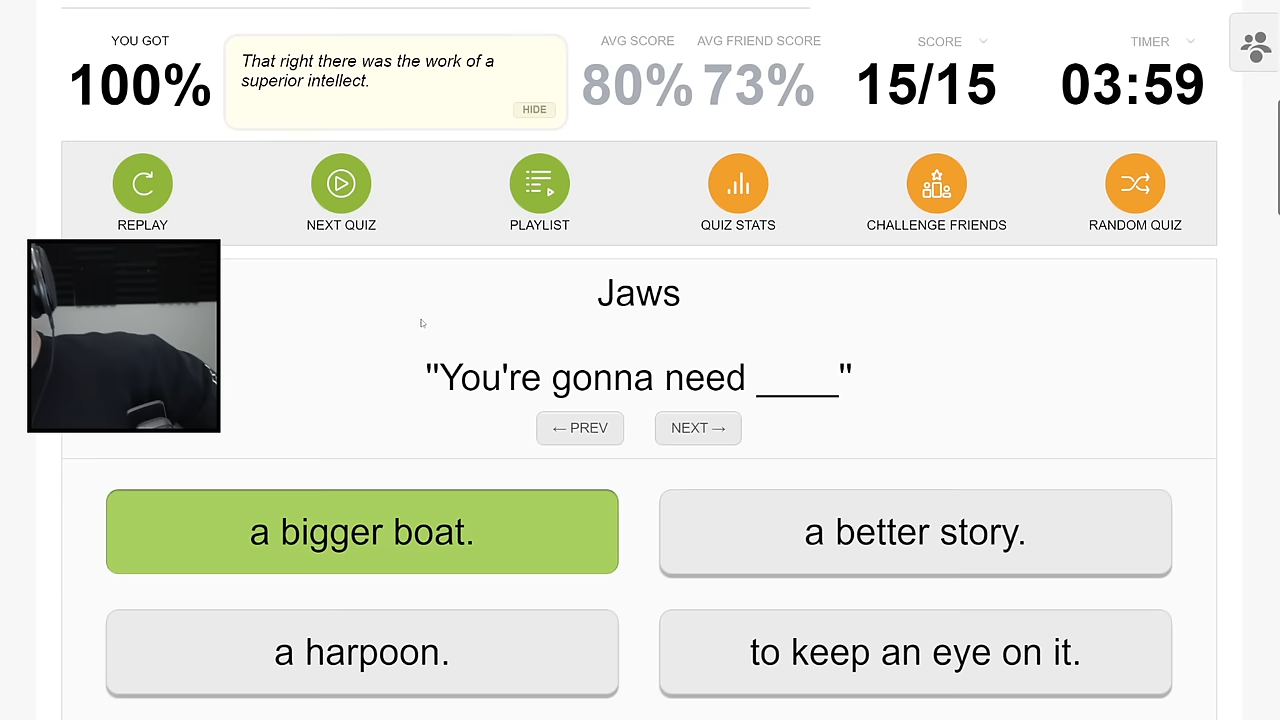 YOU GOT
100%
That right there was the work of a
superior intellect.
HIDE
AVG SCORE
80%
AVG FRIEND SCORE
73%
SCORE
15/15
TIMER
03:59
REPLAY
NEXT QUIZ
PLAYLIST
QUIZ STATS
CHALLENGE FRIENDS
RANDOM QUIZ
Jaws
"You're gonna need ____"
← PREV
NEXT →
a bigger boat.
a better story.
a harpoon.
to keep an eye on it.